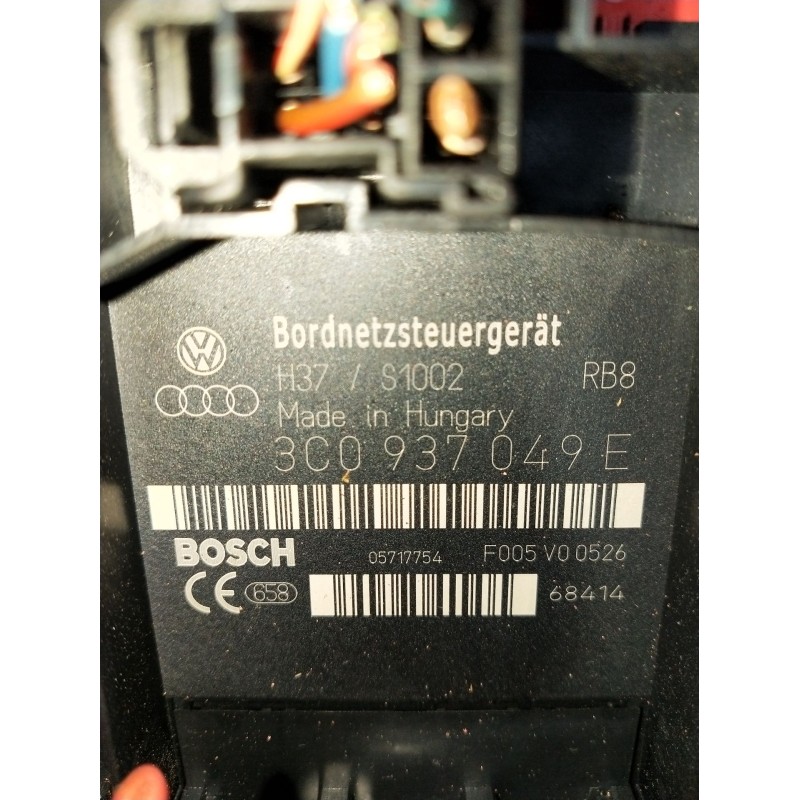 Bordnetzsteuergerät
H37 / S1002 RB8
Made in Hungary
3C0 937 049 E
BOSCH 05717754 F005 V0 0526
CE 658 68414